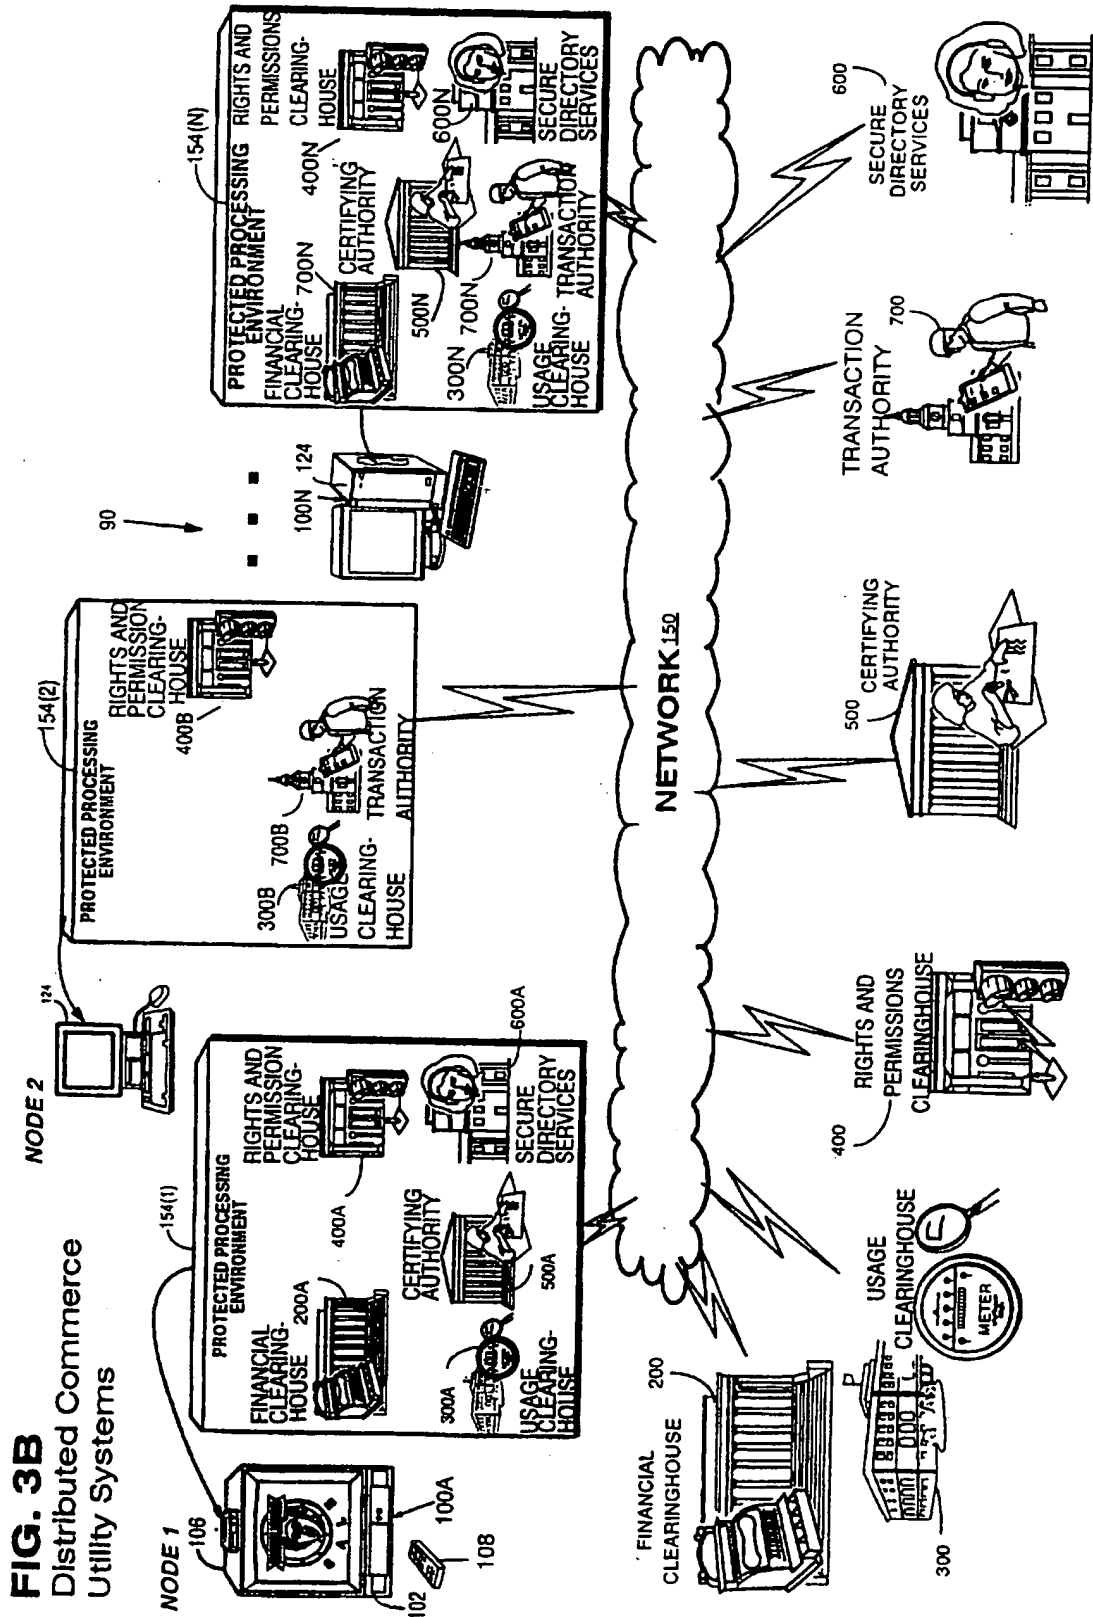 FIG. 3B
Distributed Commerce
Utility Systems
NODE 1
106
102
108
100A
154(1)
PROTECTED PROCESSING
ENVIRONMENT
FINANCIAL
CLEARING-
HOUSE
200A
RIGHTS AND
PERMISSION
CLEARING-
HOUSE
400A
CERTIFYING
AUTHORITY
500A
300A
USAGE
CLEARING-
HOUSE
600A
SECURE
DIRECTORY
SERVICES
NODE 2
124
154(2)
PROTECTED PROCESSING
ENVIRONMENT
RIGHTS AND
PERMISSION
CLEARING-
HOUSE
400B
300B
USAGE
CLEARING-
HOUSE
700B
TRANSACTION
AUTHORITY
90
100N
124
154(N)
PROTECTED PROCESSING
ENVIRONMENT
FINANCIAL
CLEARING-
HOUSE
700N
RIGHTS AND
PERMISSIONS
CLEARING-
HOUSE
400N
CERTIFYING
AUTHORITY
500N
300N
USAGE
CLEARING-
HOUSE
700N
TRANSACTION
AUTHORITY
600N
SECURE
DIRECTORY
SERVICES
NETWORK 150
FINANCIAL
CLEARINGHOUSE
200
USAGE
CLEARINGHOUSE
METER
300
RIGHTS AND
PERMISSIONS
CLEARINGHOUSE
400
500
CERTIFYING
AUTHORITY
TRANSACTION
AUTHORITY
700
600
SECURE
DIRECTORY
SERVICES